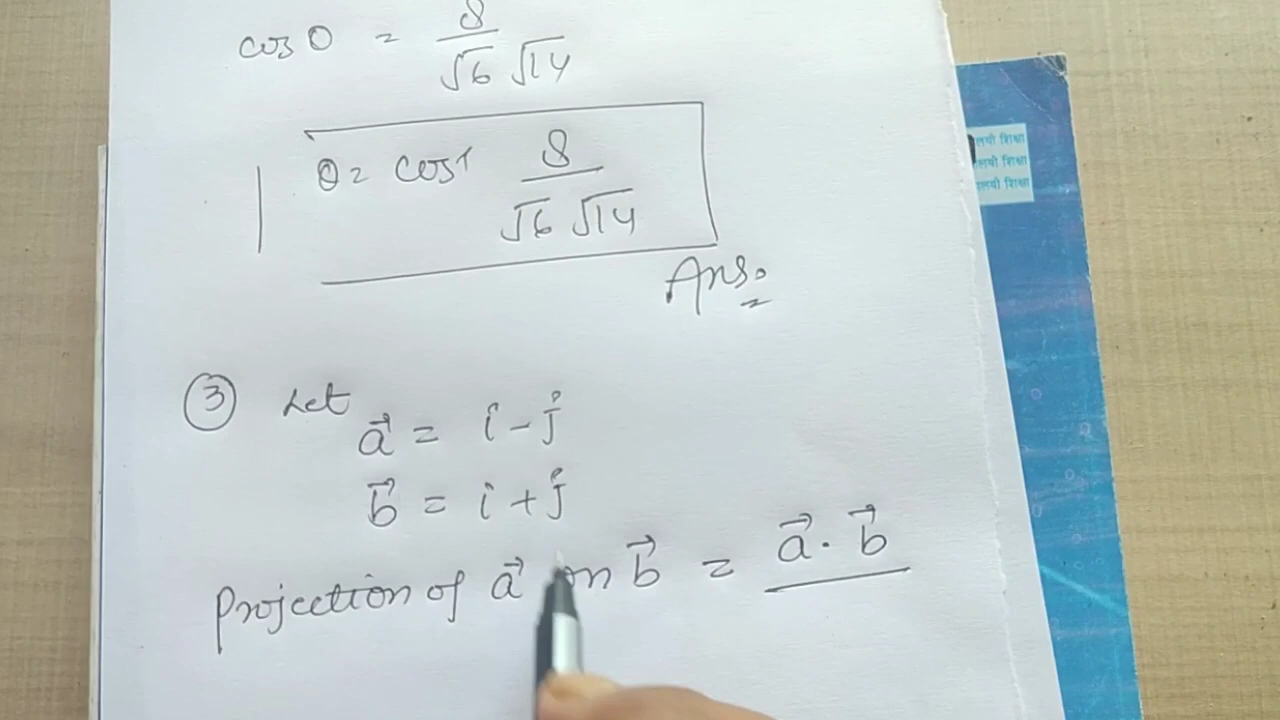 cos θ = 8/√6 √14
θ = cos⁻¹ 8/√6 √14
Ans.
③ Let
a⃗ = i - j
b⃗ = i + j
Projection of a⃗ on b⃗ = a⃗ . b⃗
शिक्षा
शिक्षा
शिक्षा